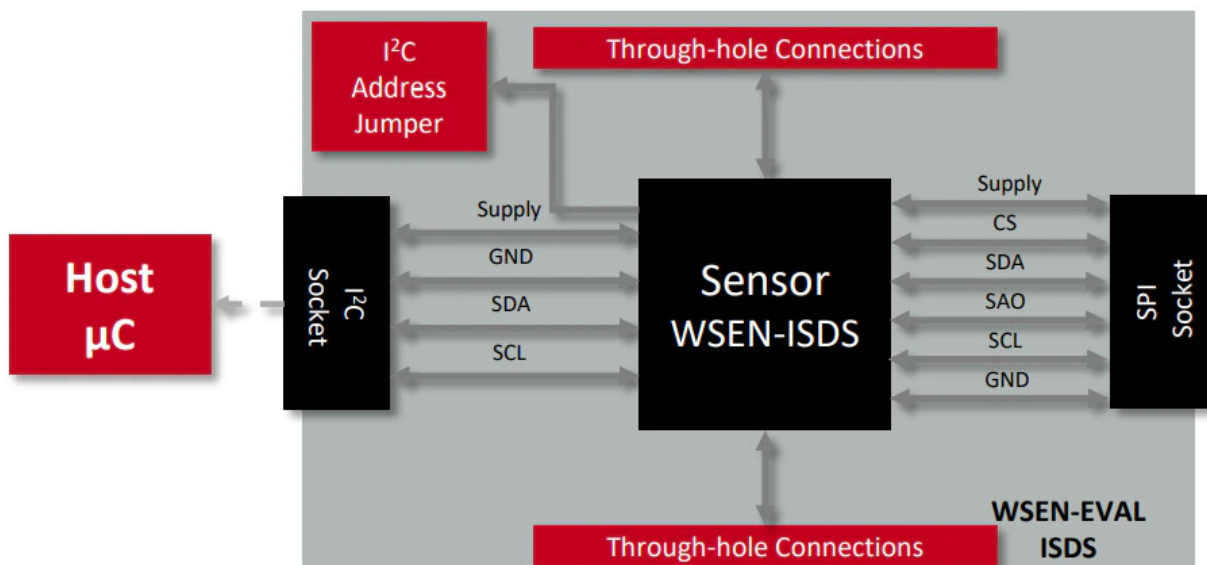 I²C
Address
Jumper
Through-hole Connections
Host
µC
I²C
Socket
Supply
GND
SDA
SCL
Sensor
WSEN-ISDS
Supply
CS
SDA
SAO
SCL
GND
SPI
Socket
Through-hole Connections
WSEN-EVAL
ISDS